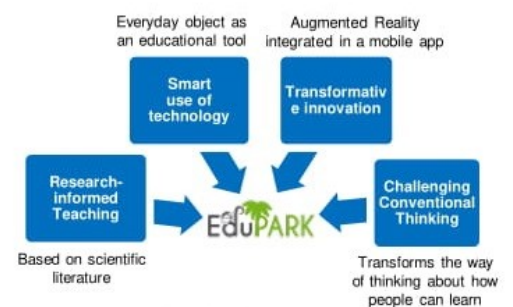 Everyday object as
an educational tool
Augmented Reality
integrated in a mobile app
Smart
use of
technology
Transformativ
e innovation
Research-
informed
Teaching
Challenging
Conventional
Thinking
EduPARK
Based on scientific
literature
Transforms the way
of thinking about how
people can learn